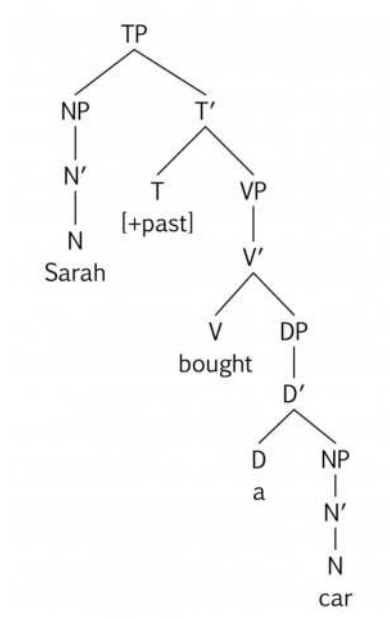 TP
NP T′
N′ T VP
[+past]
N V′
Sarah
V DP
bought
D′
D NP
a
N′
N
car